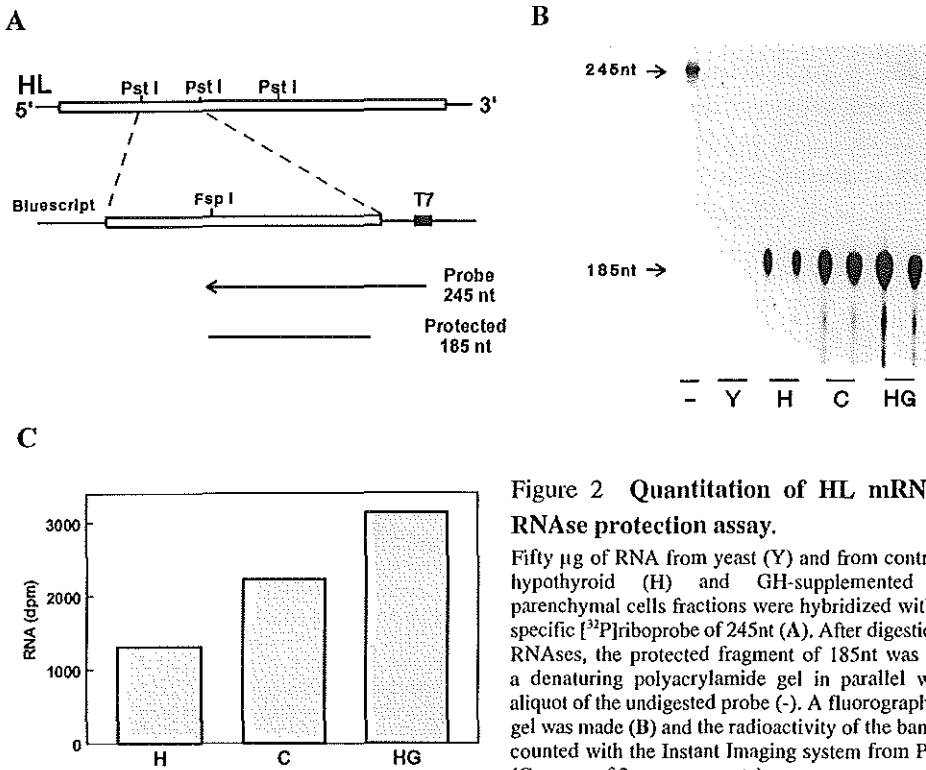 A
HL
5'
Pst I
Pst I
Pst I
3'
Bluescript
Fsp I
T7
Probe
245 nt
Protected
185 nt
B
245nt →
185nt →
- Y H C HG
C
RNA (dpm)
3000
2000
1000
0
H C HG
Figure 2 Quantitation of HL mRN
RNAse protection assay.
Fifty µg of RNA from yeast (Y) and from contr
hypothyroid (H) and GH-supplemented
parenchymal cells fractions were hybridized with
specific [³²P]riboprobe of 245nt (A). After digestic
RNAses, the protected fragment of 185nt was
a denaturing polyacrylamide gel in parallel w
aliquot of the undigested probe (-). A fluorograph
gel was made (B) and the radioactivity of the ban
counted with the Instant Imaging system from P